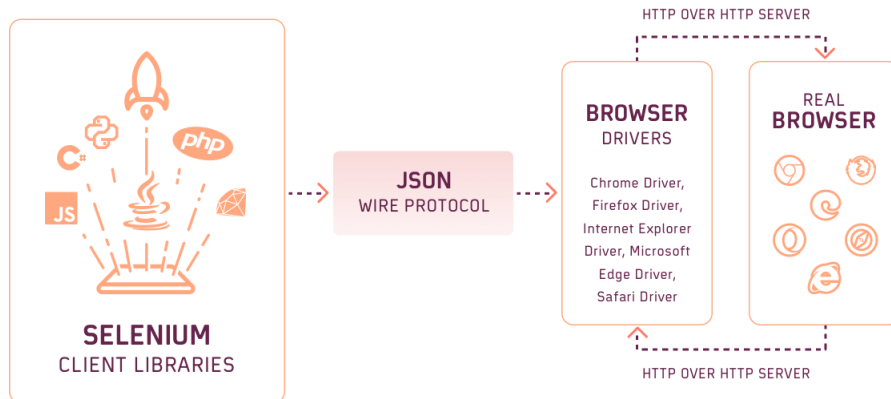 HTTP OVER HTTP SERVER
php
C#
JS
SELENIUM
CLIENT LIBRARIES
JSON
WIRE PROTOCOL
BROWSER
DRIVERS
Chrome Driver,
Firefox Driver,
Internet Explorer
Driver, Microsoft
Edge Driver,
Safari Driver
REAL
BROWSER
HTTP OVER HTTP SERVER